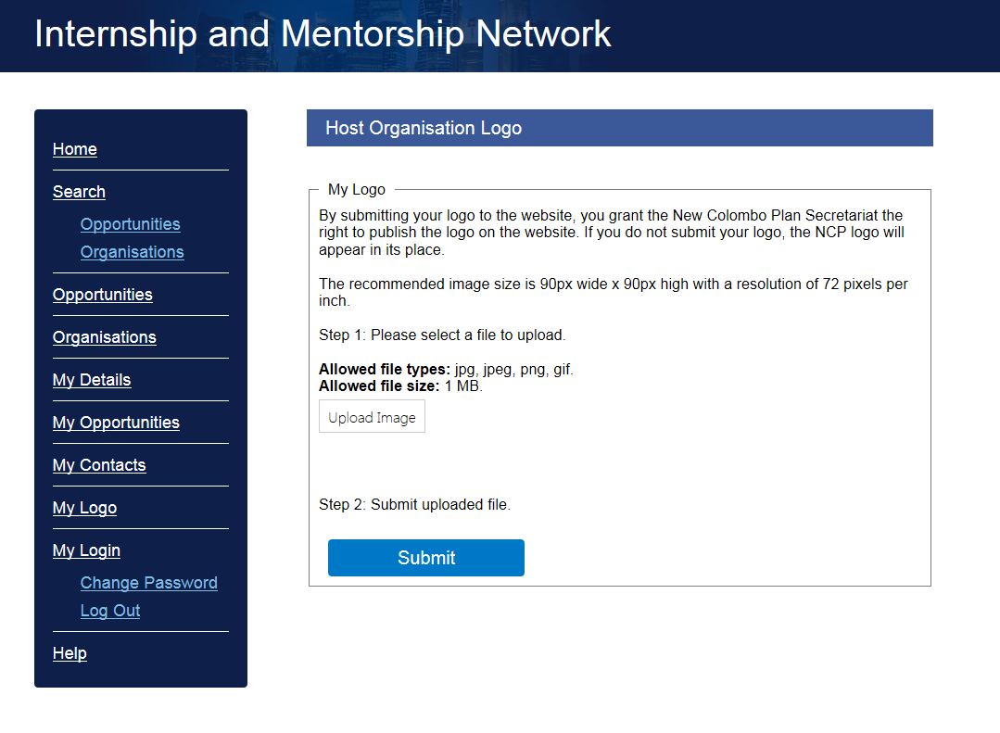 Internship and Mentorship Network
Home
Search
Opportunities
Organisations
Opportunities
Organisations
My Details
My Opportunities
My Contacts
My Logo
My Login
Change Password
Log Out
Help
Host Organisation Logo
My Logo
By submitting your logo to the website, you grant the New Colombo Plan Secretariat the
right to publish the logo on the website. If you do not submit your logo, the NCP logo will
appear in its place.
The recommended image size is 90px wide x 90px high with a resolution of 72 pixels per
inch.
Step 1: Please select a file to upload.
Allowed file types: jpg, jpeg, png, gif.
Allowed file size: 1 MB.
Upload Image
Step 2: Submit uploaded file.
Submit